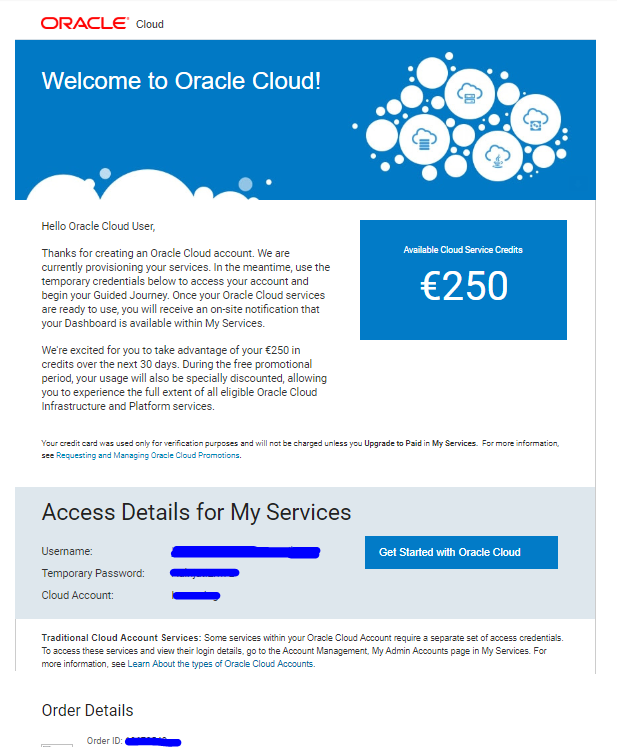 ORACLE Cloud
Welcome to Oracle Cloud!
Hello Oracle Cloud User,
Thanks for creating an Oracle Cloud account. We are
currently provisioning your services. In the meantime, use the
temporary credentials below to access your account and
begin your Guided Journey. Once your Oracle Cloud services
are ready to use, you will receive an on-site notification that
your Dashboard is available within My Services.
We're excited for you to take advantage of your €250 in
credits over the next 30 days. During the free promotional
period, your usage will also be specially discounted, allowing
you to experience the full extent of all eligible Oracle Cloud
Infrastructure and Platform services.
Available Cloud Service Credits
€250
Your credit card was used only for verification purposes and will not be charged unless you Upgrade to Paid in My Services. For more information,
see Requesting and Managing Oracle Cloud Promotions.
Access Details for My Services
Username:
Temporary Password:
Cloud Account:
Get Started with Oracle Cloud
Traditional Cloud Account Services: Some services within your Oracle Cloud Account require a separate set of access credentials.
To access these services and view their login details, go to the Account Management, My Admin Accounts page in My Services. For
more information, see Learn About the types of Oracle Cloud Accounts.
Order Details
Order ID: